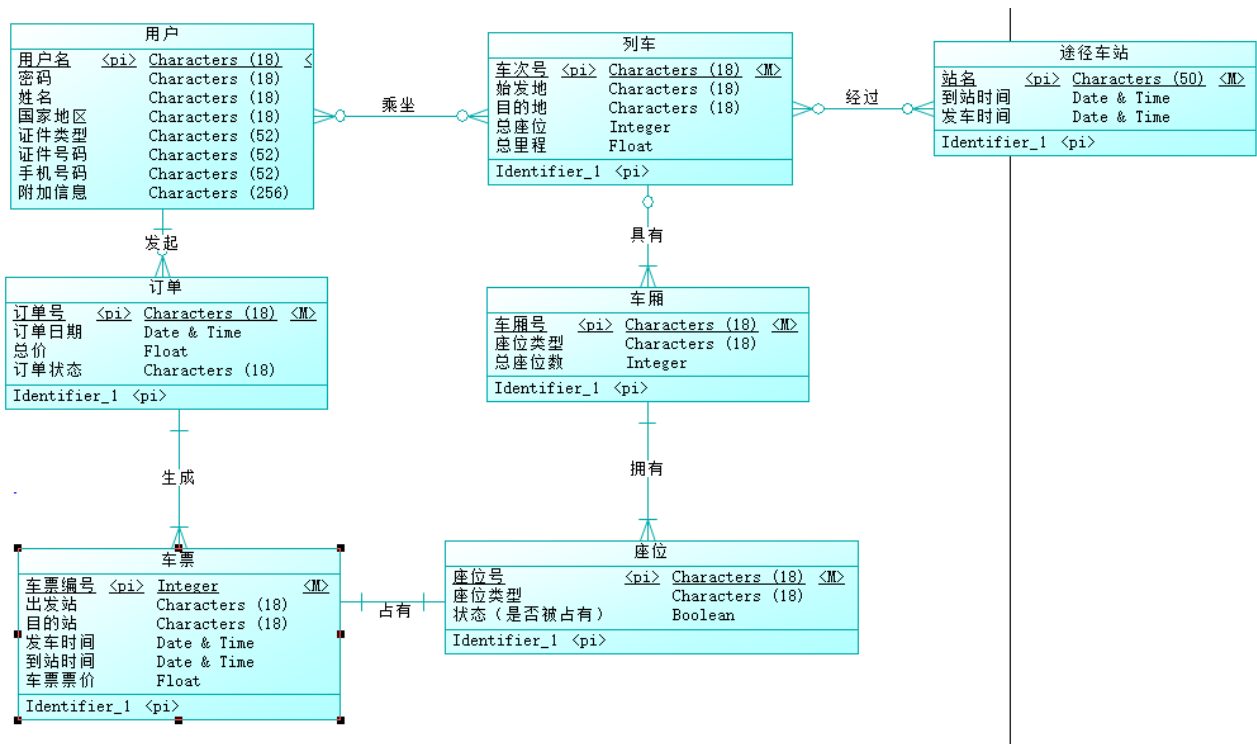 用户
用户名 <pi> Characters (18) <
密码 Characters (18)
姓名 Characters (18)
国家地区 Characters (18)
证件类型 Characters (52)
证件号码 Characters (52)
手机号码 Characters (52)
附加信息 Characters (256)
乘坐
列车
车次号 <pi> Characters (18) <M>
始发地 Characters (18)
目的地 Characters (18)
总座位 Integer
总里程 Float
Identifier_1 <pi>
经过
途径车站
站名 <pi> Characters (50) <M>
到站时间 Date & Time
发车时间 Date & Time
Identifier_1 <pi>
发起
具有
订单
订单号 <pi> Characters (18) <M>
订单日期 Date & Time
总价 Float
订单状态 Characters (18)
Identifier_1 <pi>
车厢
车厢号 <pi> Characters (18) <M>
座位类型 Characters (18)
总座位数 Integer
Identifier_1 <pi>
生成
拥有
车票
车票编号 <pi> Integer <M>
出发站 Characters (18)
目的站 Characters (18)
发车时间 Date & Time
到站时间 Date & Time
车票票价 Float
Identifier_1 <pi>
占有
座位
座位号 <pi> Characters (18) <M>
座位类型 Characters (18)
状态（是否被占有） Boolean
Identifier_1 <pi>